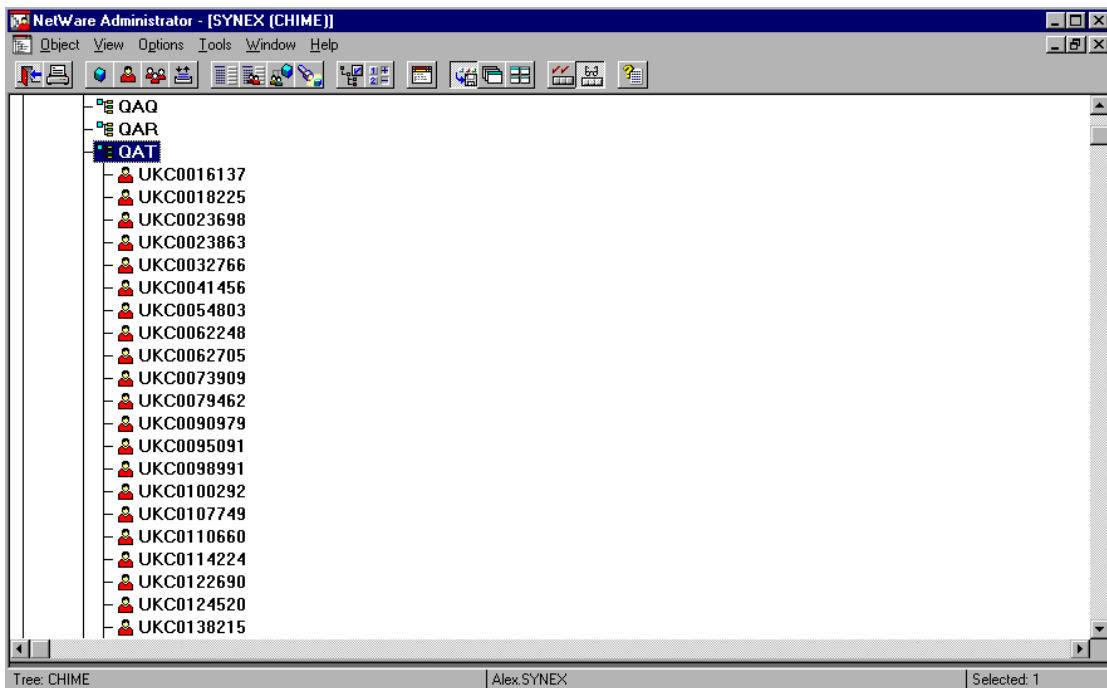 NetWare Administrator - [SYNEX (CHIME)]
Object View Options Tools Window Help
QAQ
QAR
QAT
UKC0016137
UKC0018225
UKC0023698
UKC0023863
UKC0032766
UKC0041456
UKC0054803
UKC0062248
UKC0062705
UKC0073909
UKC0079462
UKC0090979
UKC0095091
UKC0098991
UKC0100292
UKC0107749
UKC0110660
UKC0114224
UKC0122690
UKC0124520
UKC0138215
Tree: CHIME Alex.SYNEX Selected: 1